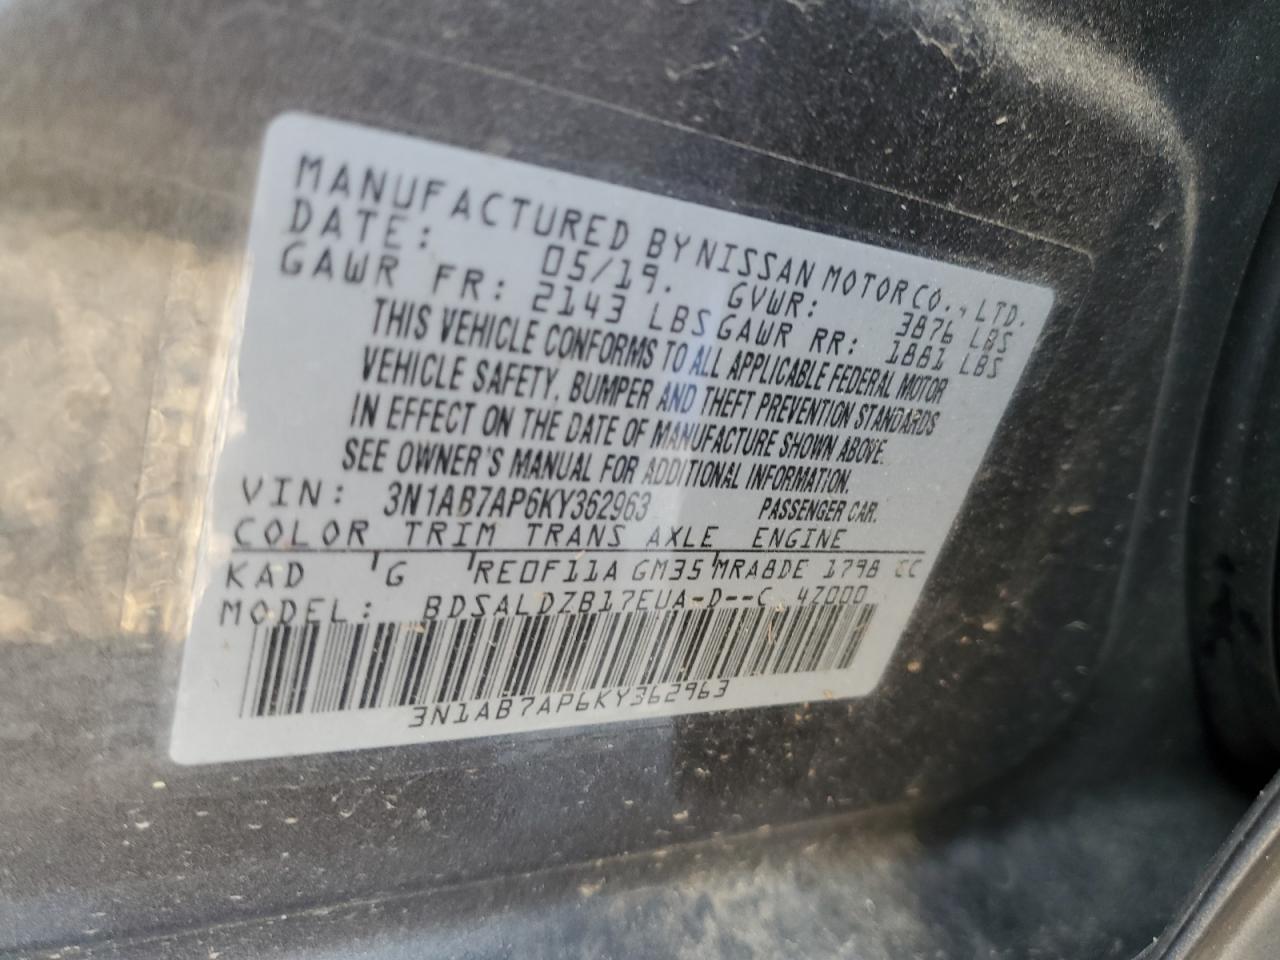 MANUFACTURED BY NISSAN MOTOR CO., LTD.
DATE: 05/19. GVWR: 3876 LBS
GAWR FR: 2143 LBS GAWR RR: 1881 LBS
THIS VEHICLE CONFORMS TO ALL APPLICABLE FEDERAL MOTOR
VEHICLE SAFETY, BUMPER AND THEFT PREVENTION STANDARDS
IN EFFECT ON THE DATE OF MANUFACTURE SHOWN ABOVE.
SEE OWNER'S MANUAL FOR ADDITIONAL INFORMATION.
VIN: 3N1AB7AP6KY362963 PASSENGER CAR.
COLOR TRIM TRANS AXLE ENGINE
KAD G RE0F11A GM35 MRA8DE 1798 CC
MODEL: BDSALDZB17EUA-D--C 4Z000
3N1AB7AP6KY362963